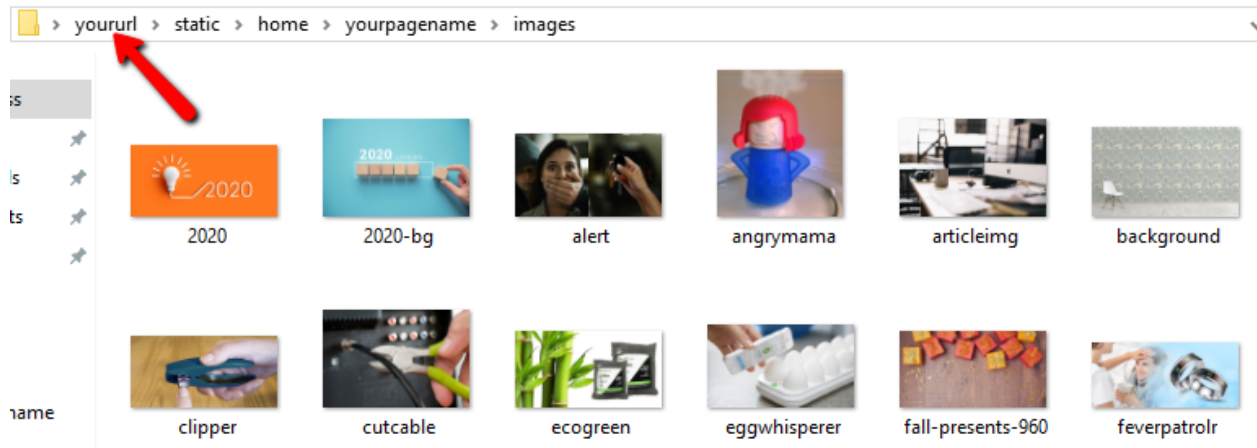 yoururl > static > home > yourpagename > images
ss
ls
ts
name
2020
2020
2020 2020-bg alert angrymama articleimg background
clipper cutcable ecogreen eggwhisperer fall-presents-960 feverpatrolr